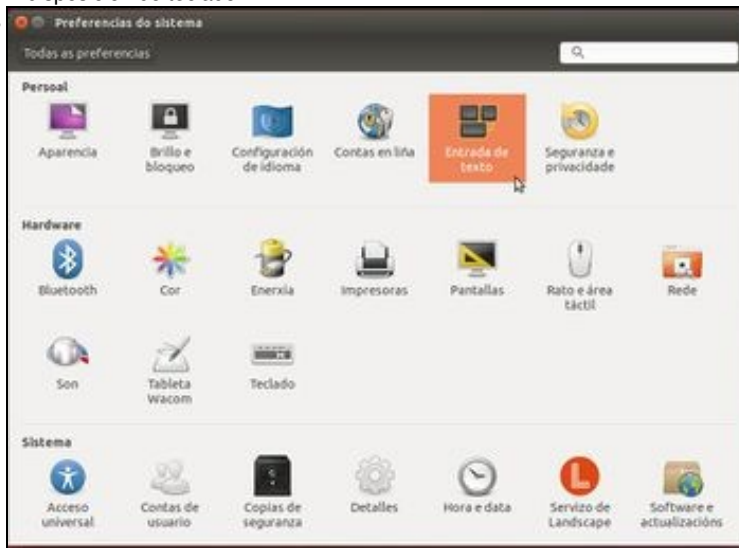 Preferencias do sistema
Todas as preferencias
Persoal
Aparencia
Brillo e
bloqueo
Configuración
de idioma
Contas en liña
Entrada de
texto
Seguranza e
privacidade
Hardware
Bluetooth
Cor
Enerxía
Impresoras
Pantallas
Rato e área
táctil
Rede
Son
Tableta
Wacom
Teclado
Sistema
Acceso
universal
Contas de
usuario
Copias de
seguranza
Detalles
Hora e data
Servizo de
Landscape
Software e
actualizacións